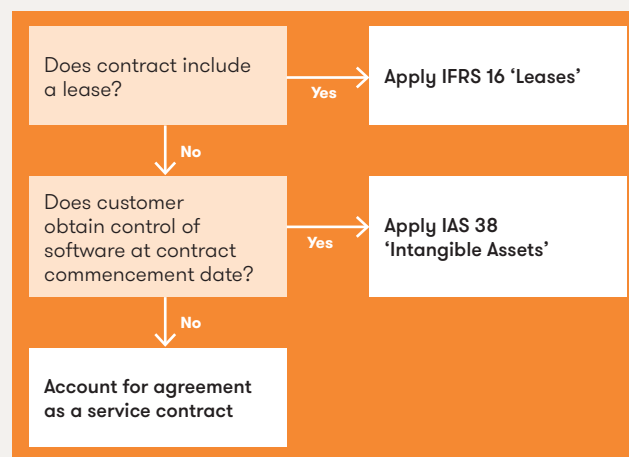 Does contract include
a lease?
Yes
Apply IFRS 16 ‘Leases’
No
Does customer
obtain control of
software at contract
commencement date?
Yes
Apply IAS 38
‘Intangible Assets’
No
Account for agreement
as a service contract